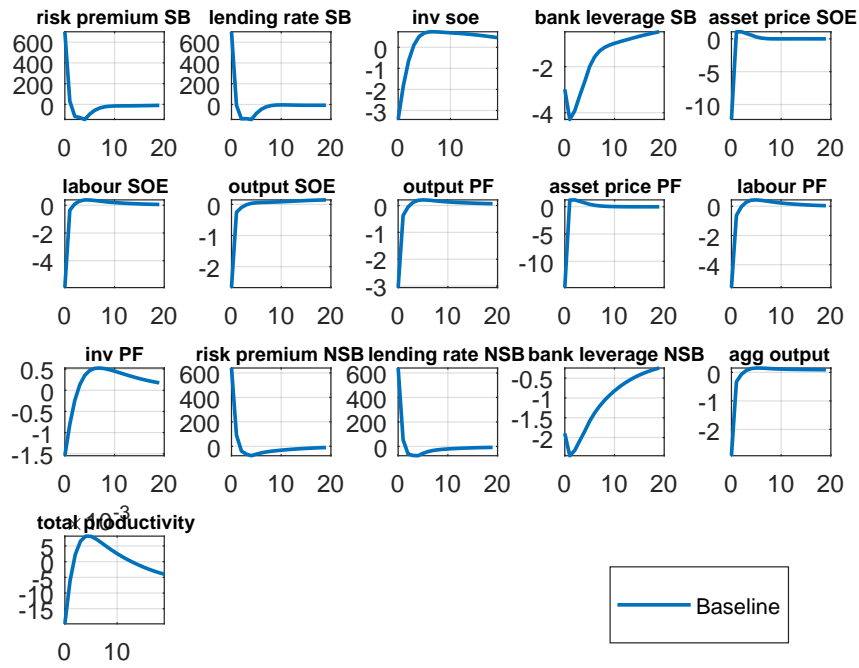 risk premium SB lending rate SB inv soe bank leverage SB asset price SOE
600 600 0 -2 0
400 400 -1 -4 -5
200 200 -2 -10
0 0 -3
0 10 20 0 10 20 10 0 10 20 0 10 20
labour SOE output SOE output PF asset price PF labour PF
0 0 0 0 0
-2 -1 -1 -5 -2
-4 -2 -2 -10 -4
-3
0 10 20 0 10 20 0 10 20 0 10 20 0 10 20
inv PF risk premium NSB lending rate NSB bank leverage NSB agg output
0.5 600 600 -0.5 0
0 400 400 -1 -1
-0.5 200 200 -1.5 -2
-1 0 0 -2
-1.5
0 10 20 0 10 20 0 10 20 0 10 20 0 10 20
×10-3
total productivity
5
0
-5
-10
-15
0 10
Baseline